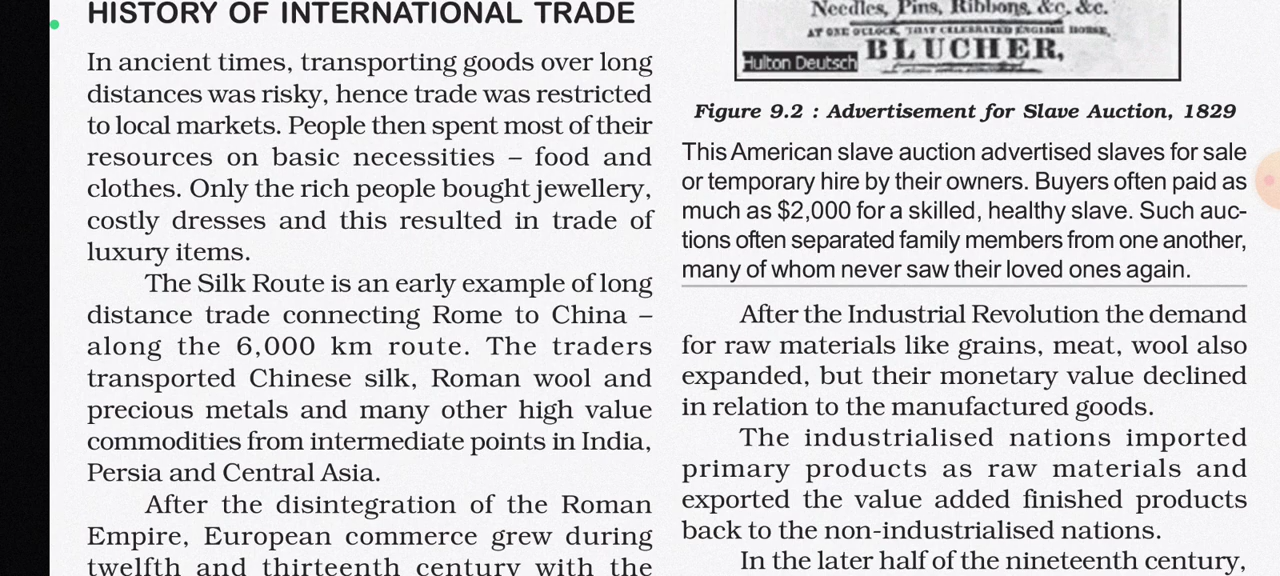 HISTORY OF INTERNATIONAL TRADE
In ancient times, transporting goods over long
distances was risky, hence trade was restricted
to local markets. People then spent most of their
resources on basic necessities – food and
clothes. Only the rich people bought jewellery,
costly dresses and this resulted in trade of
luxury items.
The Silk Route is an early example of long
distance trade connecting Rome to China –
along the 6,000 km route. The traders
transported Chinese silk, Roman wool and
precious metals and many other high value
commodities from intermediate points in India,
Persia and Central Asia.
After the disintegration of the Roman
Empire, European commerce grew during
twelfth and thirteenth century with the
Needles, Pins, Ribbons, &c. &c.
AT ONE O'CLOCK, THAT CELEBRATED ENGLISH HORSE,
BLUCHER,
Hulton Deutsch
Figure 9.2 : Advertisement for Slave Auction, 1829
This American slave auction advertised slaves for sale
or temporary hire by their owners. Buyers often paid as
much as $2,000 for a skilled, healthy slave. Such auc-
tions often separated family members from one another,
many of whom never saw their loved ones again.
After the Industrial Revolution the demand
for raw materials like grains, meat, wool also
expanded, but their monetary value declined
in relation to the manufactured goods.
The industrialised nations imported
primary products as raw materials and
exported the value added finished products
back to the non-industrialised nations.
In the later half of the nineteenth century,